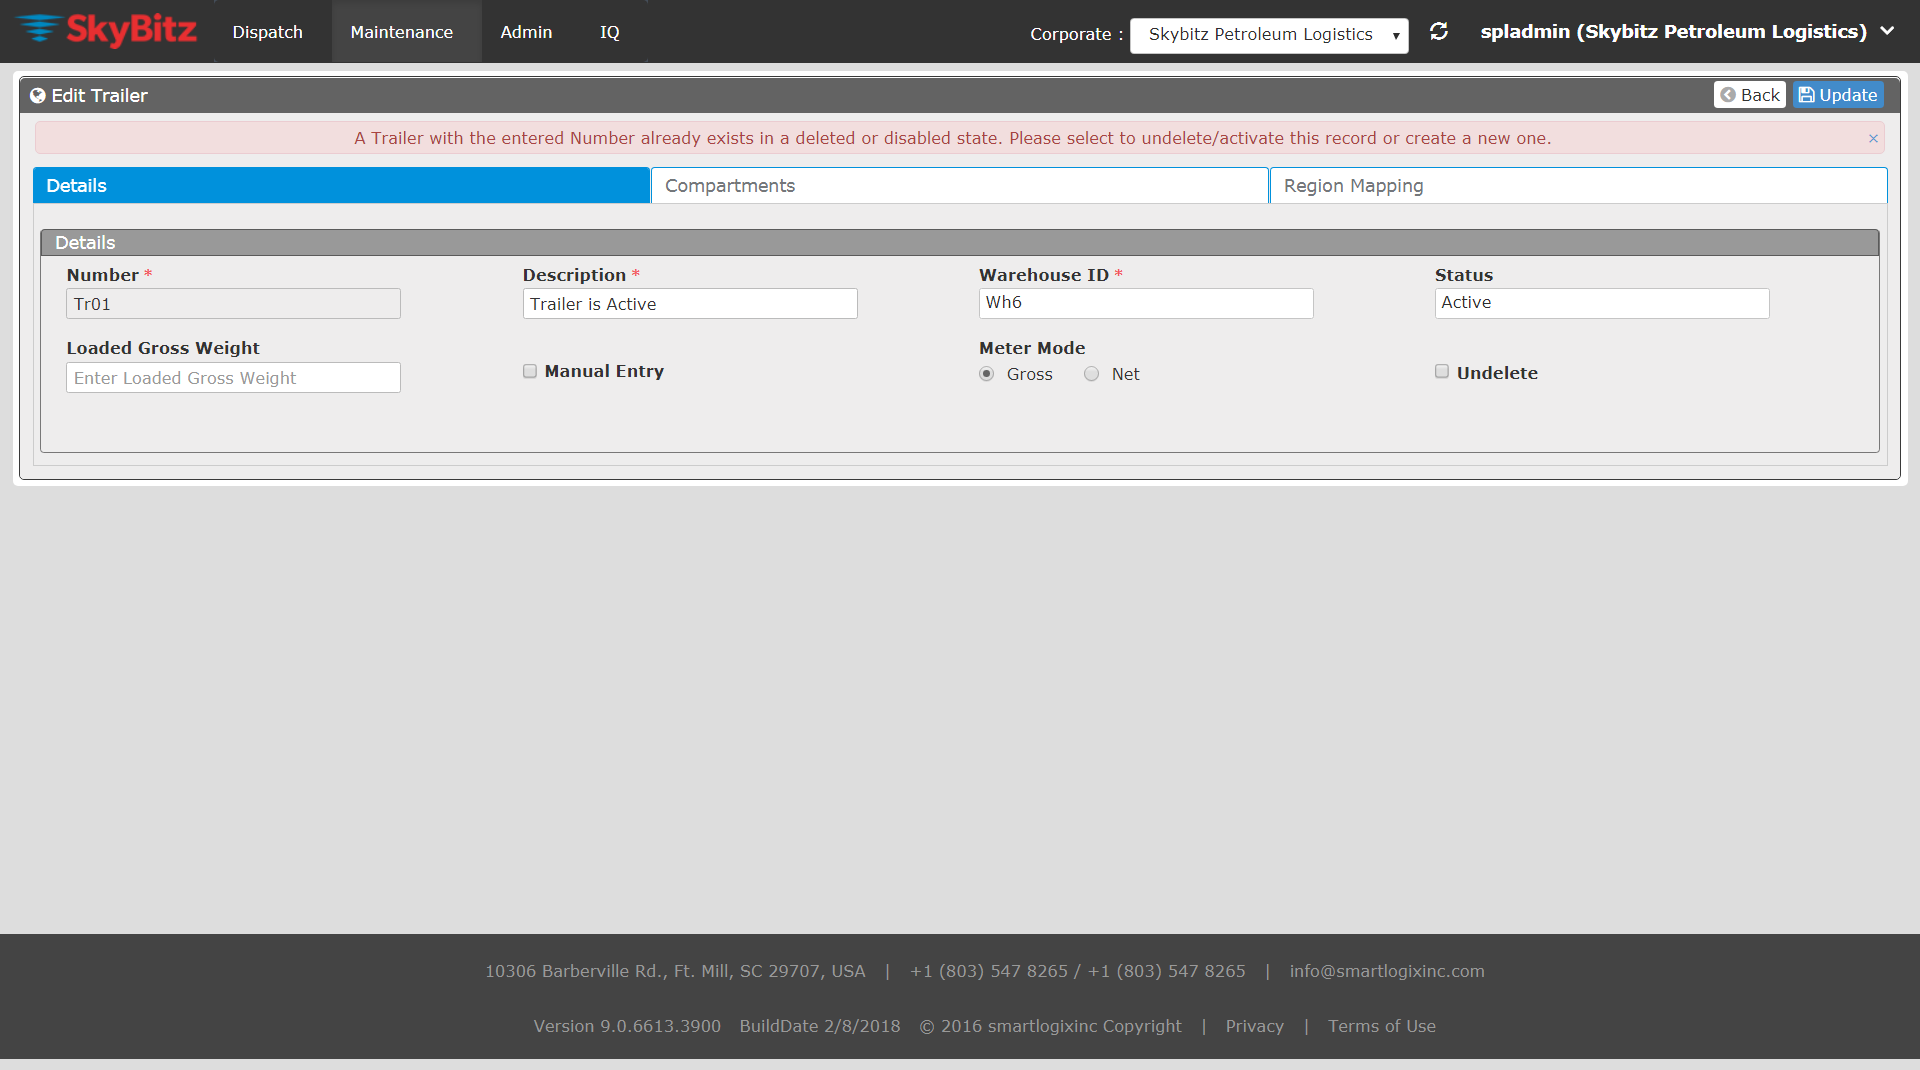 SkyBitz Dispatch Maintenance Admin IQ Corporate : Skybitz Petroleum Logistics spladmin (Skybitz Petroleum Logistics)
Edit Trailer Back Update
A Trailer with the entered Number already exists in a deleted or disabled state. Please select to undelete/activate this record or create a new one. ×
Details Compartments Region Mapping
Details
Number * Description * Warehouse ID * Status
Tr01 Trailer is Active Wh6 Active
Loaded Gross Weight Manual Entry Meter Mode Undelete
Enter Loaded Gross Weight Gross Net
10306 Barberville Rd., Ft. Mill, SC 29707, USA | +1 (803) 547 8265 / +1 (803) 547 8265 | info@smartlogixinc.com
Version 9.0.6613.3900 BuildDate 2/8/2018 © 2016 smartlogixinc Copyright | Privacy | Terms of Use